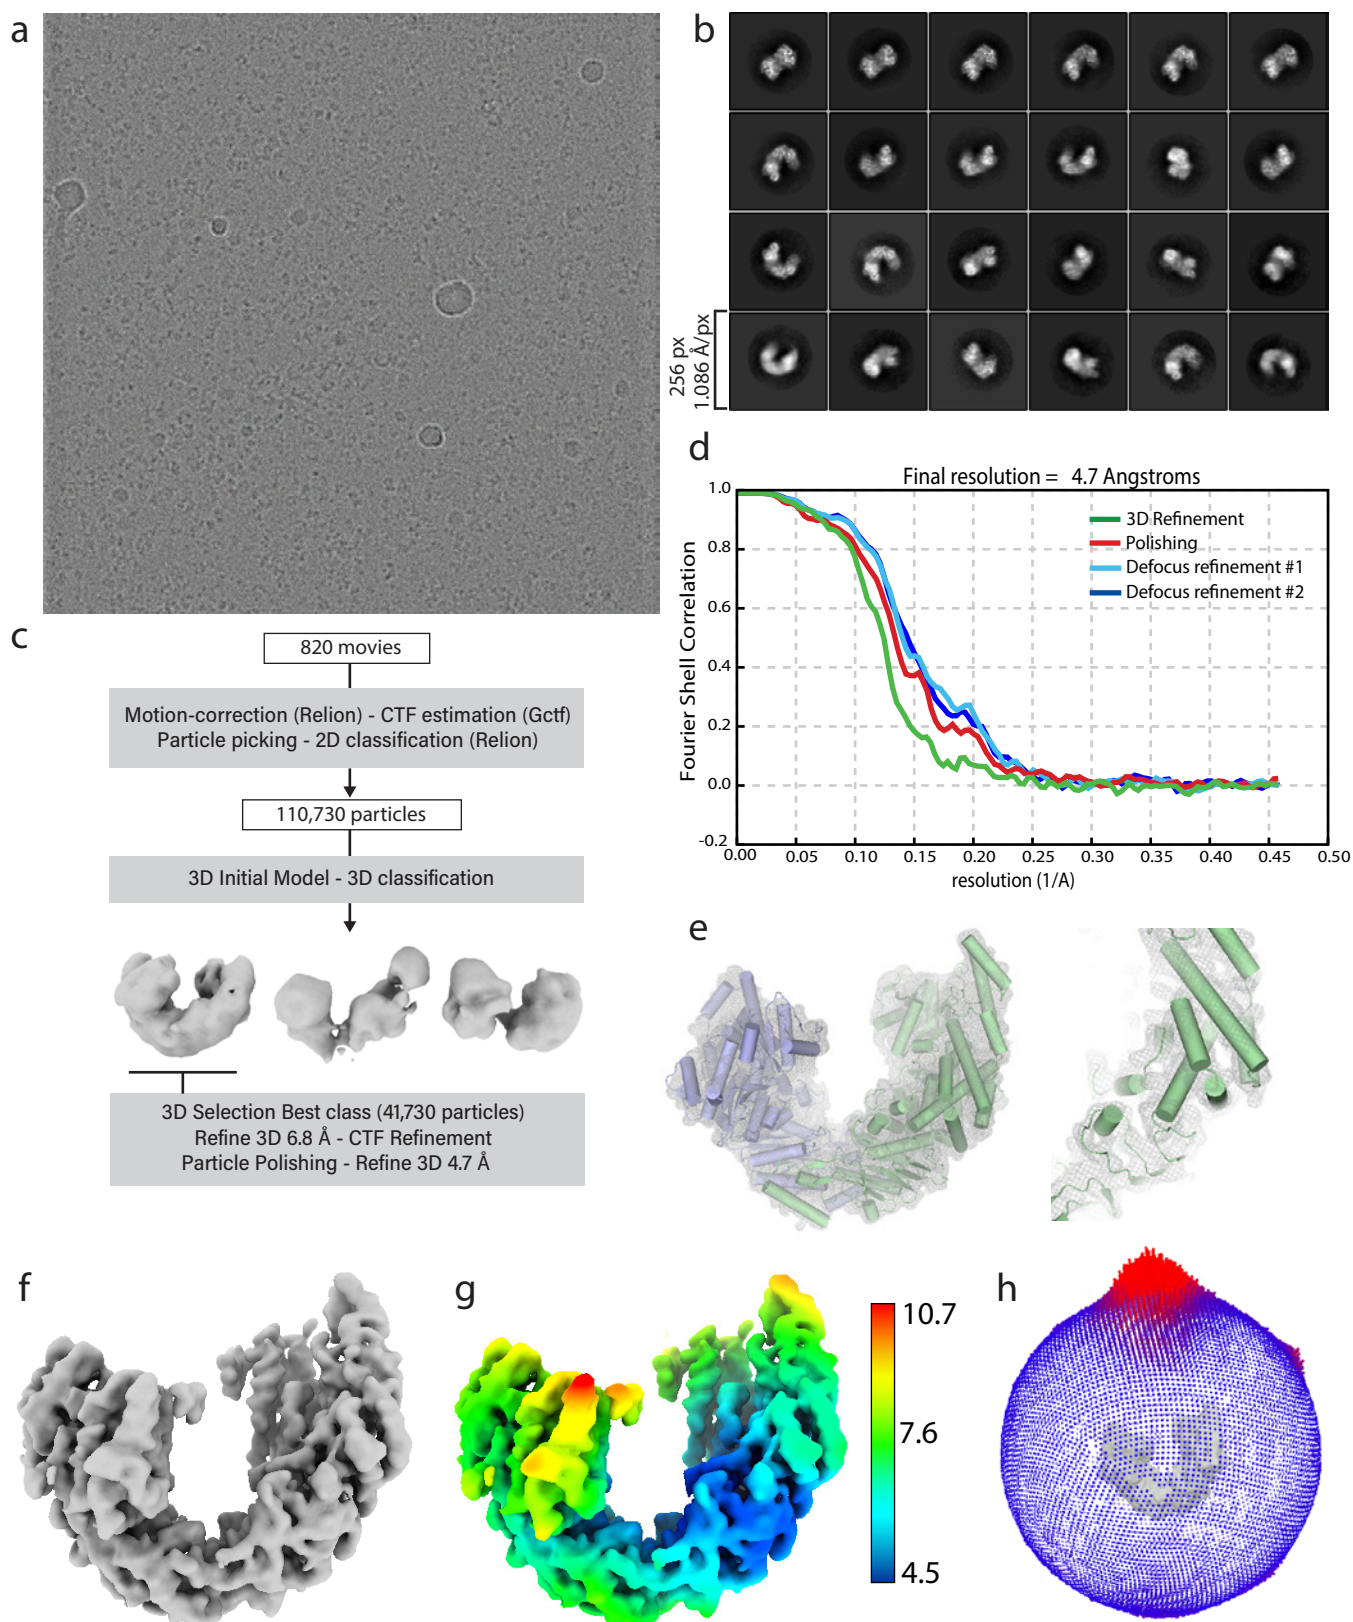 a
b
256 px
1.086 Å/px
c
820 movies
Motion-correction (Relion) - CTF estimation (Gctf)
Particle picking - 2D classification (Relion)
110,730 particles
3D Initial Model - 3D classification
3D Selection Best class (41,730 particles)
Refine 3D 6.8 Å - CTF Refinement
Particle Polishing - Refine 3D 4.7 Å
d
Final resolution = 4.7 Angstroms
Fourier Shell Correlation
1.0
0.8
0.6
0.4
0.2
0.0
-0.2
3D Refinement
Polishing
Defocus refinement #1
Defocus refinement #2
0.00 0.05 0.10 0.15 0.20 0.25 0.30 0.35 0.40 0.45 0.50
resolution (1/A)
e
f
g
10.7
7.6
4.5
h